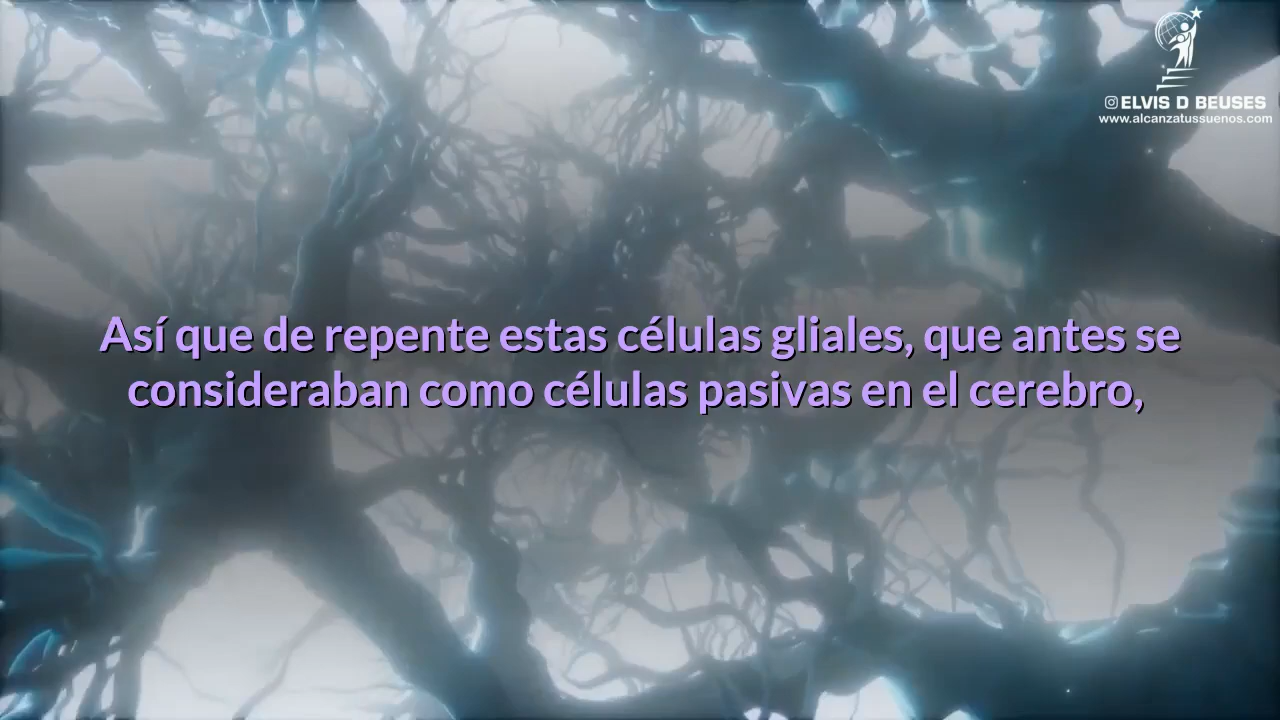 ELVIS D BEUSES
www.alcanzatussuenos.com
Así que de repente estas células gliales, que antes se
consideraban como células pasivas en el cerebro,